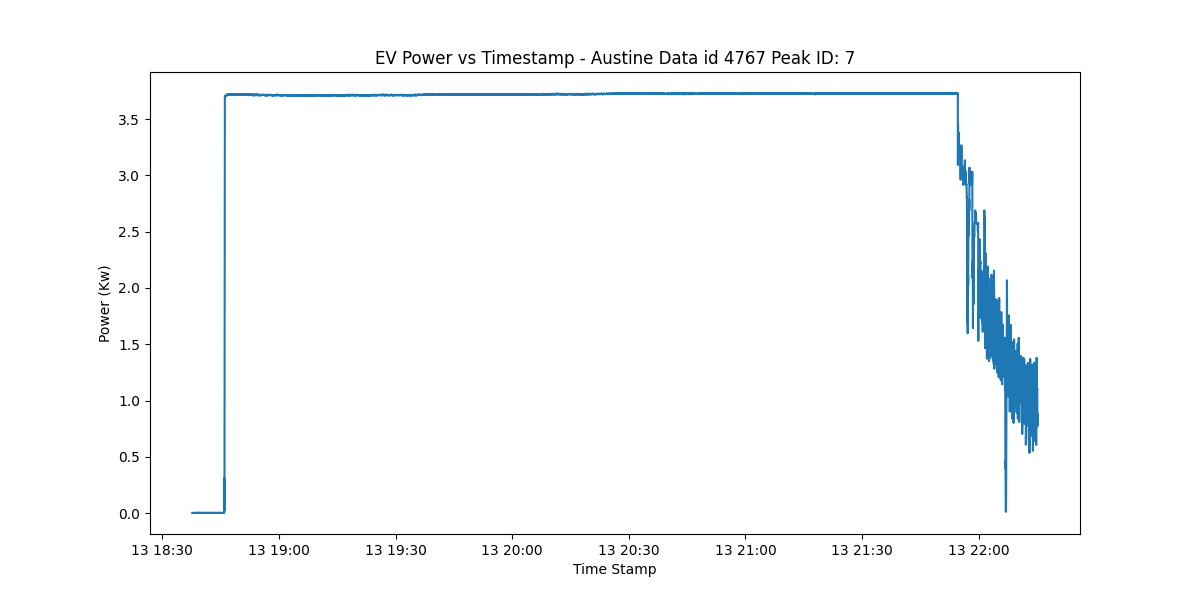 EV Power vs Timestamp - Austine Data id 4767 Peak ID: 7
Power (Kw)
3.5
3.0
2.5
2.0
1.5
1.0
0.5
0.0
13 18:30 13 19:00 13 19:30 13 20:00 13 20:30 13 21:00 13 21:30 13 22:00
Time Stamp